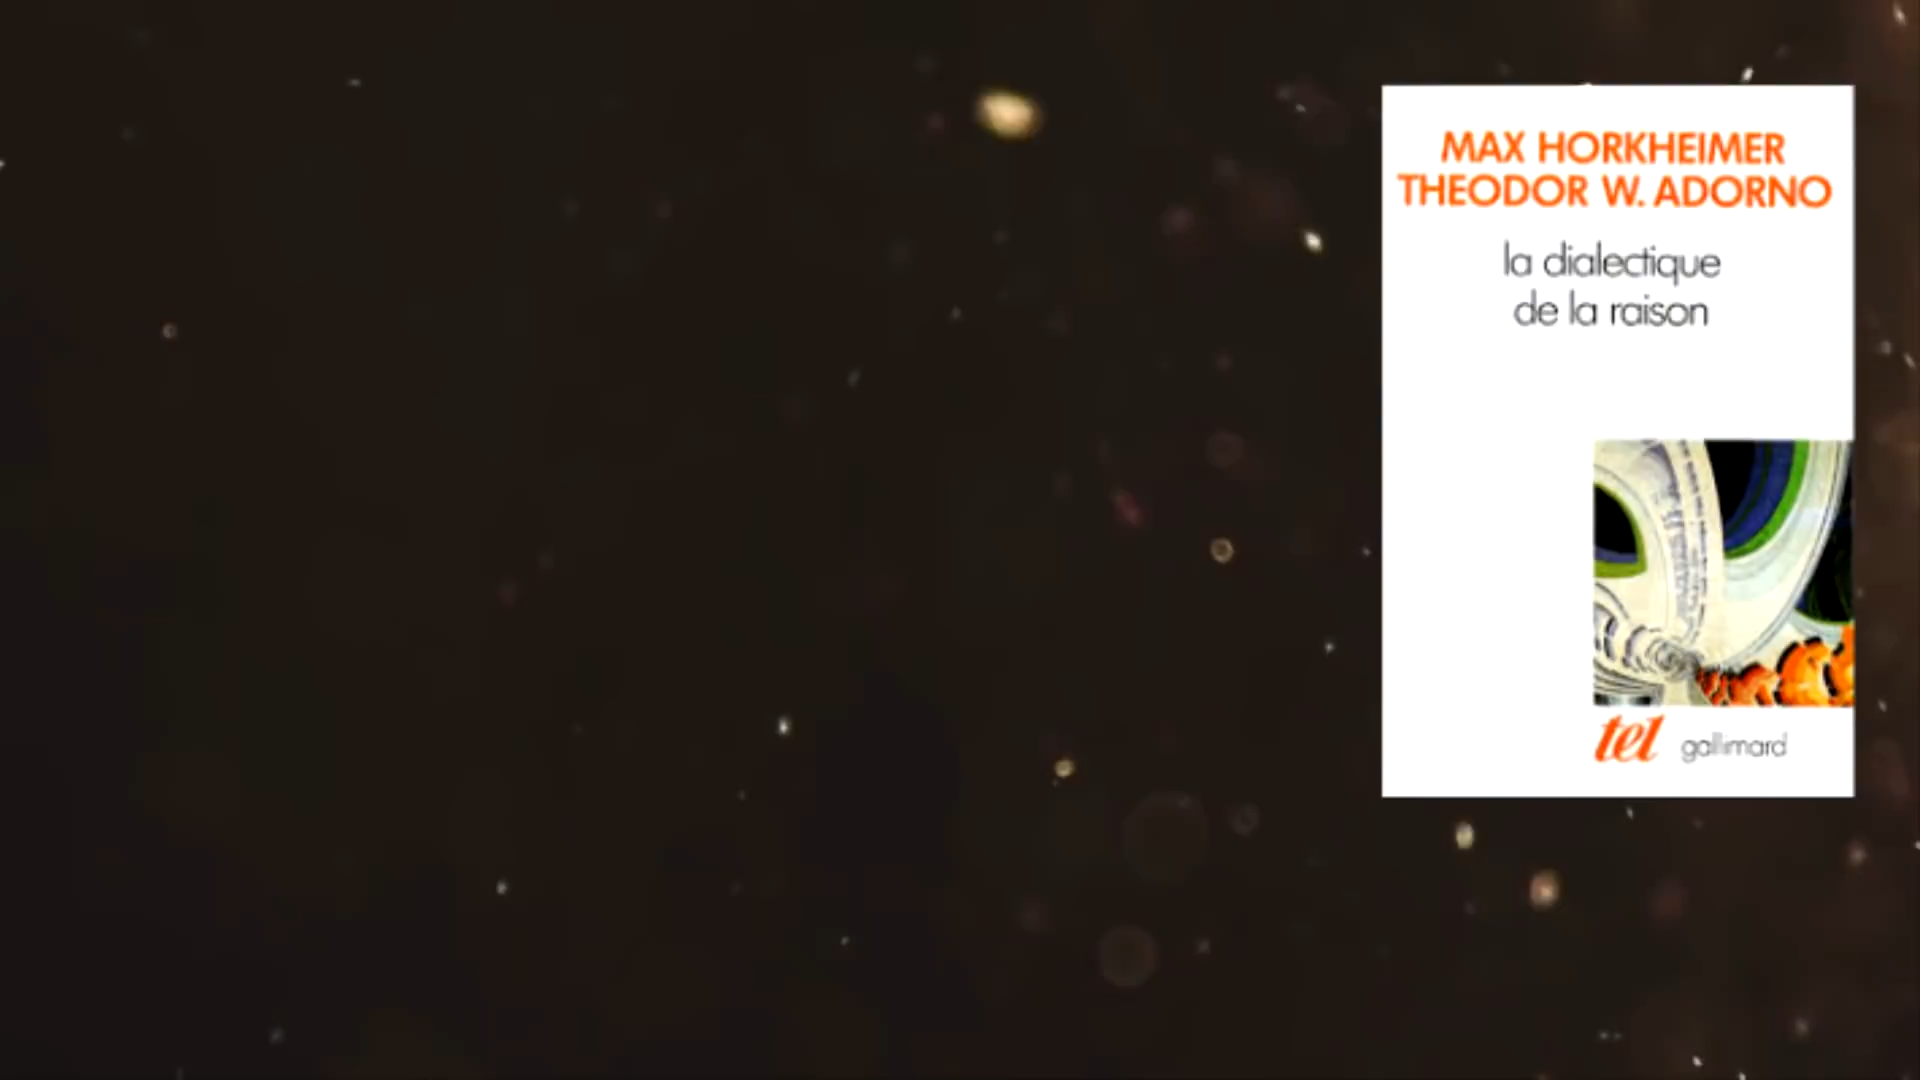 MAX HORKHEIMER
THEODOR W. ADORNO
la dialectique
de la raison
tel gallimard